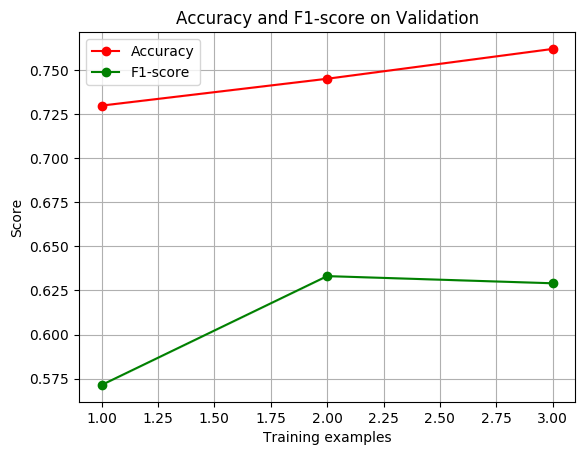 Accuracy and F1-score on Validation
Accuracy
F1-score
0.750
0.725
0.700
0.675
0.650
0.625
0.600
0.575
Score
1.00 1.25 1.50 1.75 2.00 2.25 2.50 2.75 3.00
Training examples